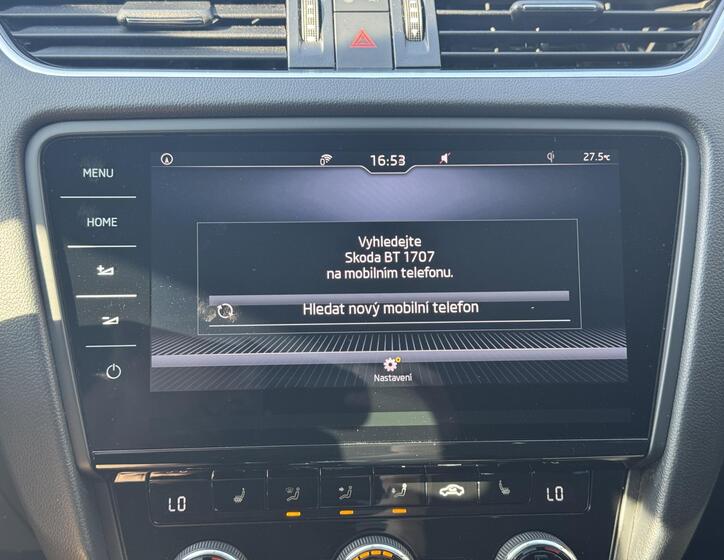 16:53
27.5°C
MENU
HOME
Vyhledejte
Skoda BT 1707
na mobilním telefonu.
Hledat nový mobilní telefon
Nastavení
LO
LO